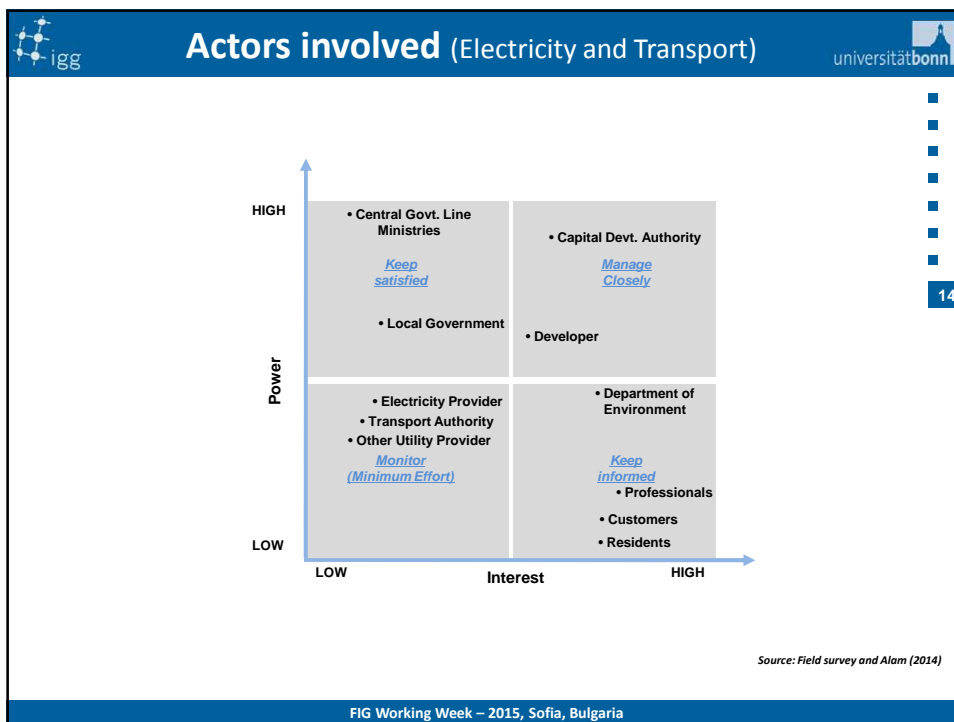 igg
Actors involved (Electricity and Transport)
universitätbonn
14
HIGH
• Central Govt. Line
Ministries
• Capital Devt. Authority
Keep
satisfied
Manage
Closely
• Local Government
• Developer
Power
• Electricity Provider
• Transport Authority
• Other Utility Provider
Monitor
(Minimum Effort)
• Department of
Environment
Keep
informed
• Professionals
• Customers
• Residents
LOW
LOW
Interest
HIGH
Source: Field survey and Alam (2014)
FIG Working Week – 2015, Sofia, Bulgaria